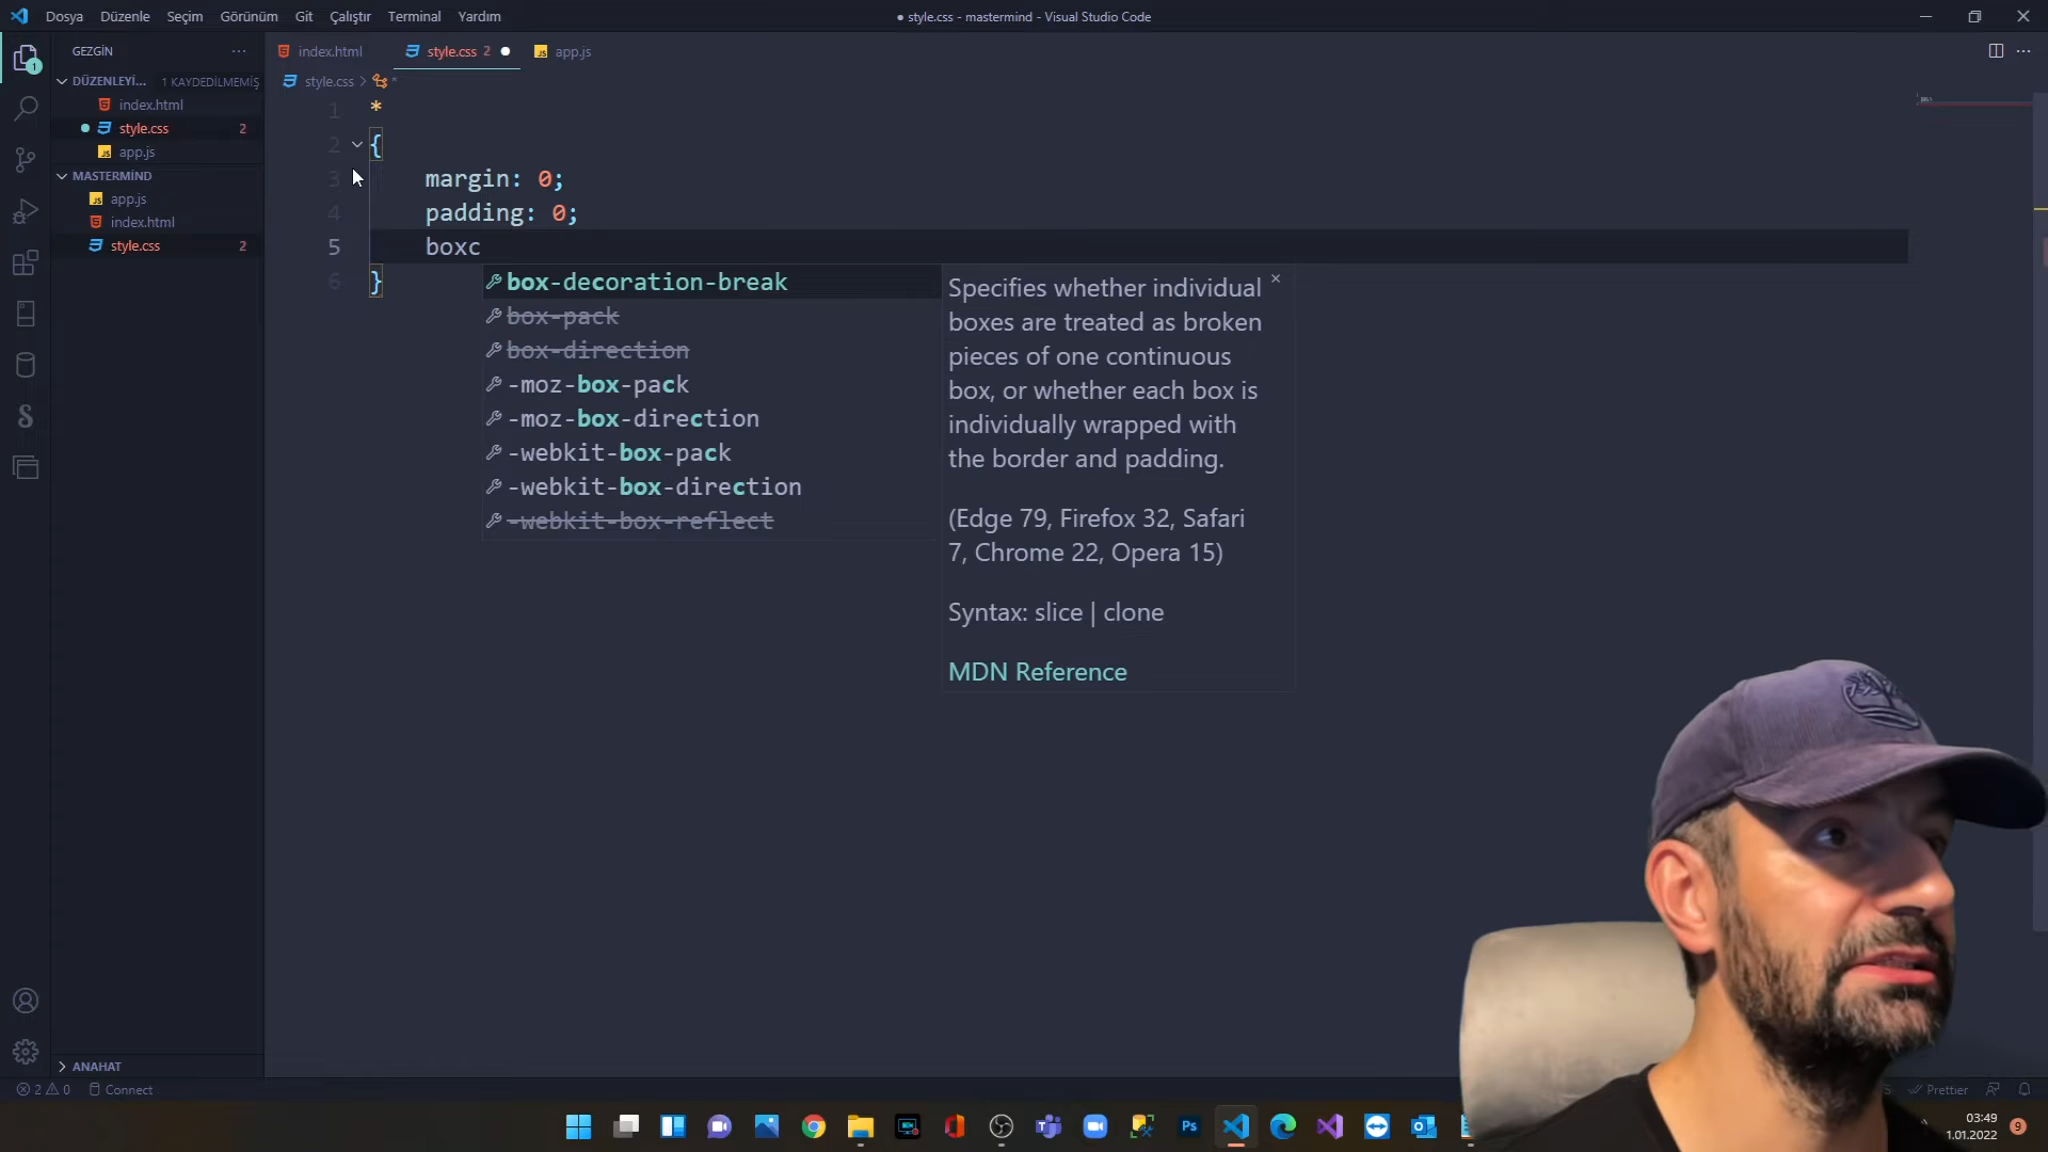 Dosya Düzenle Seçim Görünüm Git Çalıştır Terminal Yardım
● style.css - mastermind - Visual Studio Code
GEZGİN ···
index.html style.css 2 app.js
DÜZENLEYİ... 1 KAYDEDİLMEMİŞ
style.css > *
index.html
style.css 2
app.js
MASTERMİND
app.js
index.html
style.css 2
1 *
2 {
3 margin: 0;
4 padding: 0;
5 boxc
6 }
box-decoration-break
box-pack
box-direction
-moz-box-pack
-moz-box-direction
-webkit-box-pack
-webkit-box-direction
-webkit-box-reflect
Specifies whether individual
boxes are treated as broken
pieces of one continuous
box, or whether each box is
individually wrapped with
the border and padding.
(Edge 79, Firefox 32, Safari
7, Chrome 22, Opera 15)
Syntax: slice | clone
MDN Reference
ANAHAT
2 0 Connect
Prettier
1
Ps
03:49
1.01.2022
9